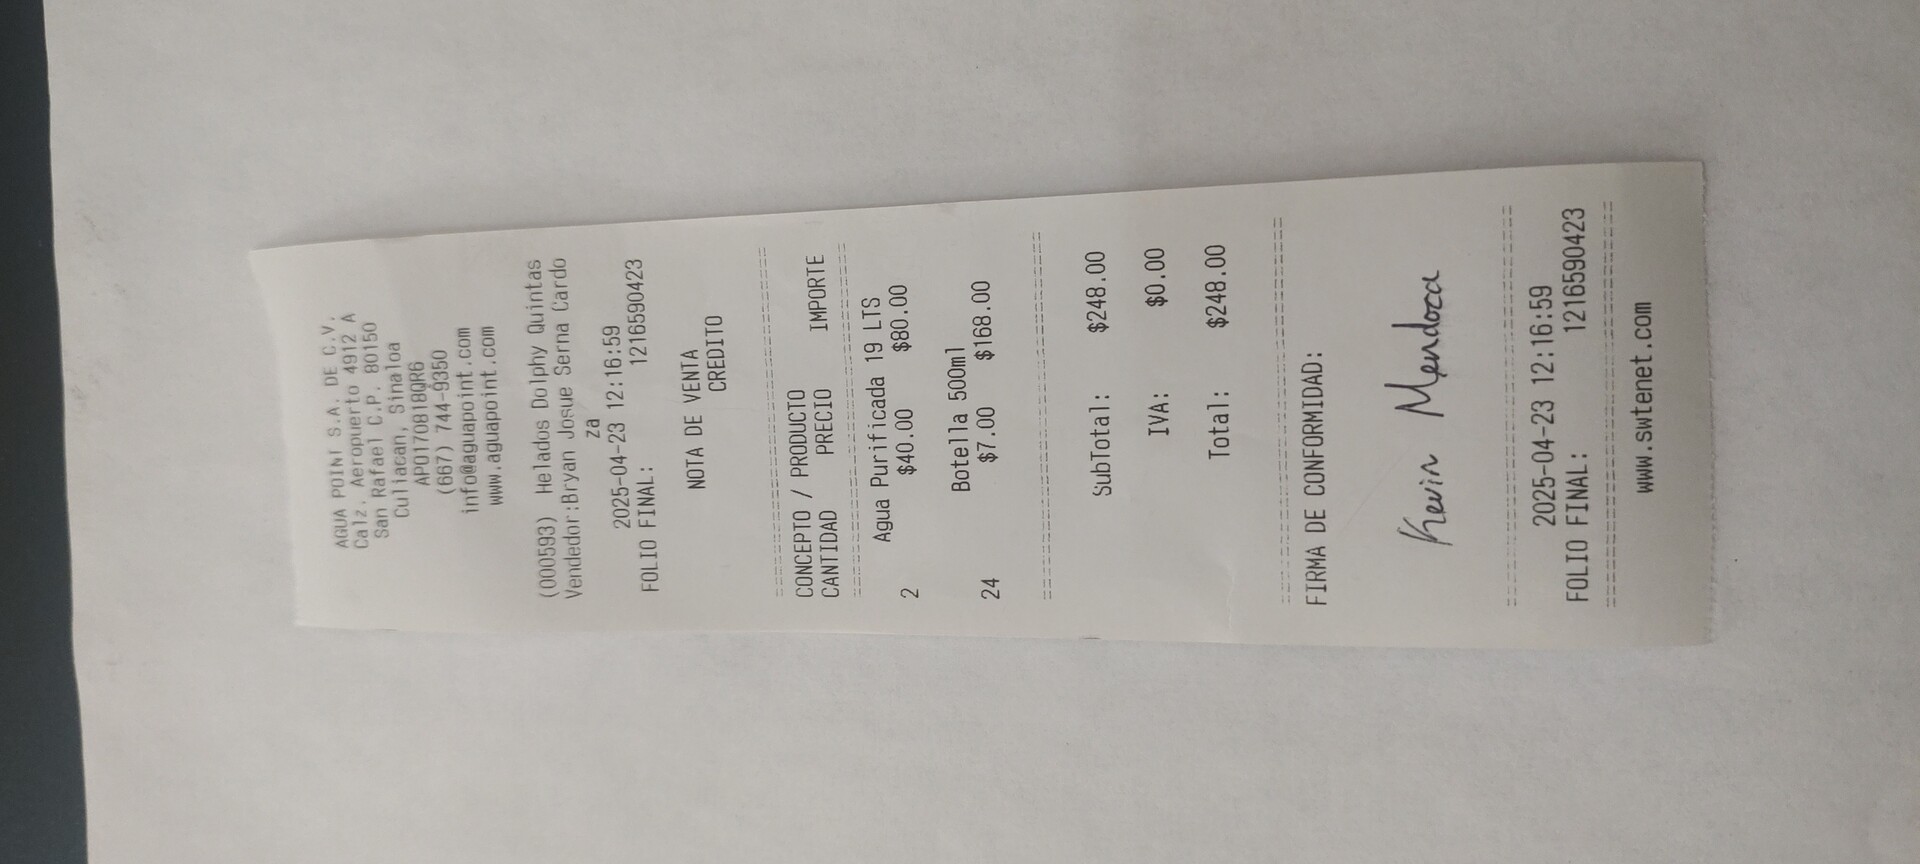 AGUA POINT S.A. DE C.V.
Calz. Aeropuerto 4912 A
San Rafael C.P. 80150
Culiacan, Sinaloa
APO170818QR6
(667) 744-9350
info@aguapoint.com
www.aguapoint.com
(000593) Helados Dolphy Quintas
Vendedor:Bryan Josue Serna Cardo
za
2025-04-23 12:16:59
FOLIO FINAL: 1216590423
NOTA DE VENTA
CREDITO
================================
CONCEPTO / PRODUCTO
CANTIDAD PRECIO IMPORTE
================================
Agua Purificada 19 LTS
2 $40.00 $80.00
Botella 500ml
24 $7.00 $168.00
================================
SubTotal: $248.00
IVA: $0.00
Total: $248.00
================================
FIRMA DE CONFORMIDAD:
Kevin Mendoza
================================
2025-04-23 12:16:59
FOLIO FINAL: 1216590423
================================
www.swtenet.com